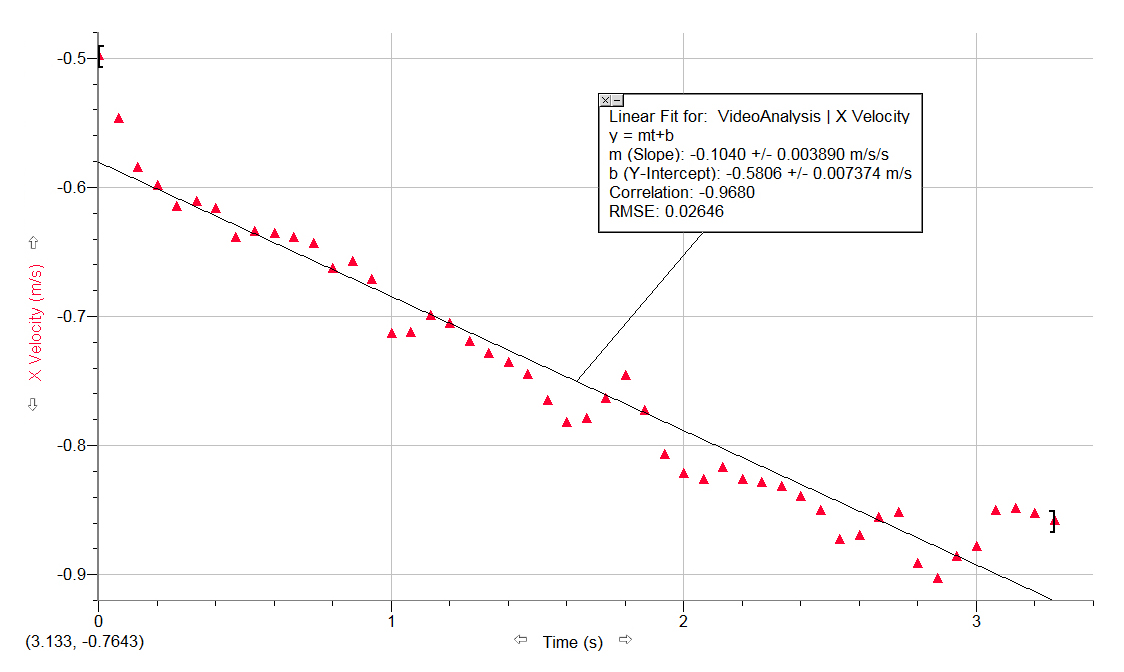 -0.5
Linear Fit for: VideoAnalysis | X Velocity
y = mt+b
m (Slope): -0.1040 +/- 0.003890 m/s/s
b (Y-Intercept): -0.5806 +/- 0.007374 m/s
Correlation: -0.9680
RMSE: 0.02646
-0.6
X Velocity (m/s)
-0.7
-0.8
-0.9
0 1 2 3
(3.133, -0.7643)
Time (s)